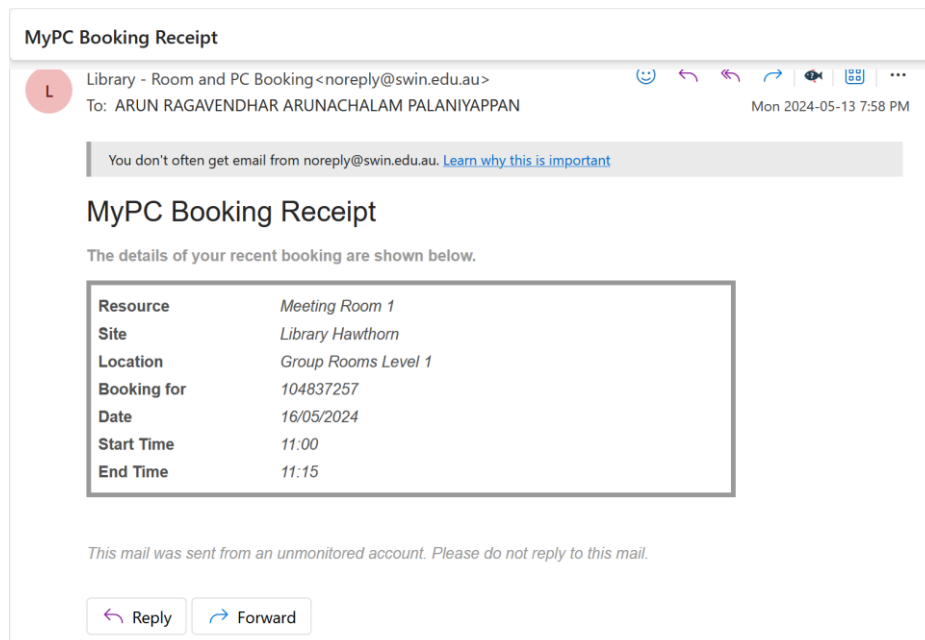 MyPC Booking Receipt
L
Library - Room and PC Booking<noreply@swin.edu.au>
To: ARUN RAGAVENDHAR ARUNACHALAM PALANIYAPPAN
Mon 2024-05-13 7:58 PM
You don't often get email from noreply@swin.edu.au. Learn why this is important
MyPC Booking Receipt
The details of your recent booking are shown below.
Resource Meeting Room 1
Site Library Hawthorn
Location Group Rooms Level 1
Booking for 104837257
Date 16/05/2024
Start Time 11:00
End Time 11:15
This mail was sent from an unmonitored account. Please do not reply to this mail.
Reply Forward